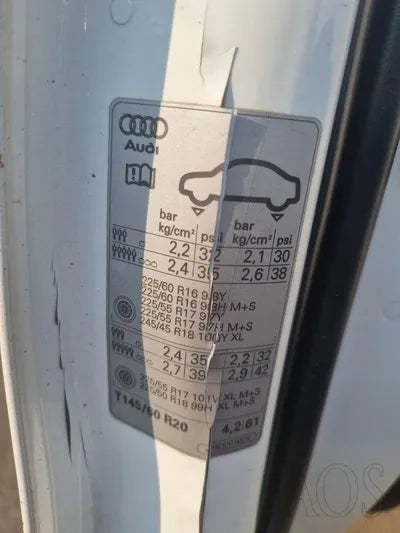 Audi
bar psi bar psi
kg/cm² kg/cm²
2,2 32 2,1 30
2,4 35 2,6 38
225/60 R16 98Y
225/60 R16 98H M+S
225/55 R17 97Y
225/55 R17 97H M+S
245/45 R18 100Y XL
2,4 35 2,2 32
2,7 39 2,9 42
225/55 R17 101V XL M+S
R18 99H XL M+S
T145/60 R20 4,2 61
AOS